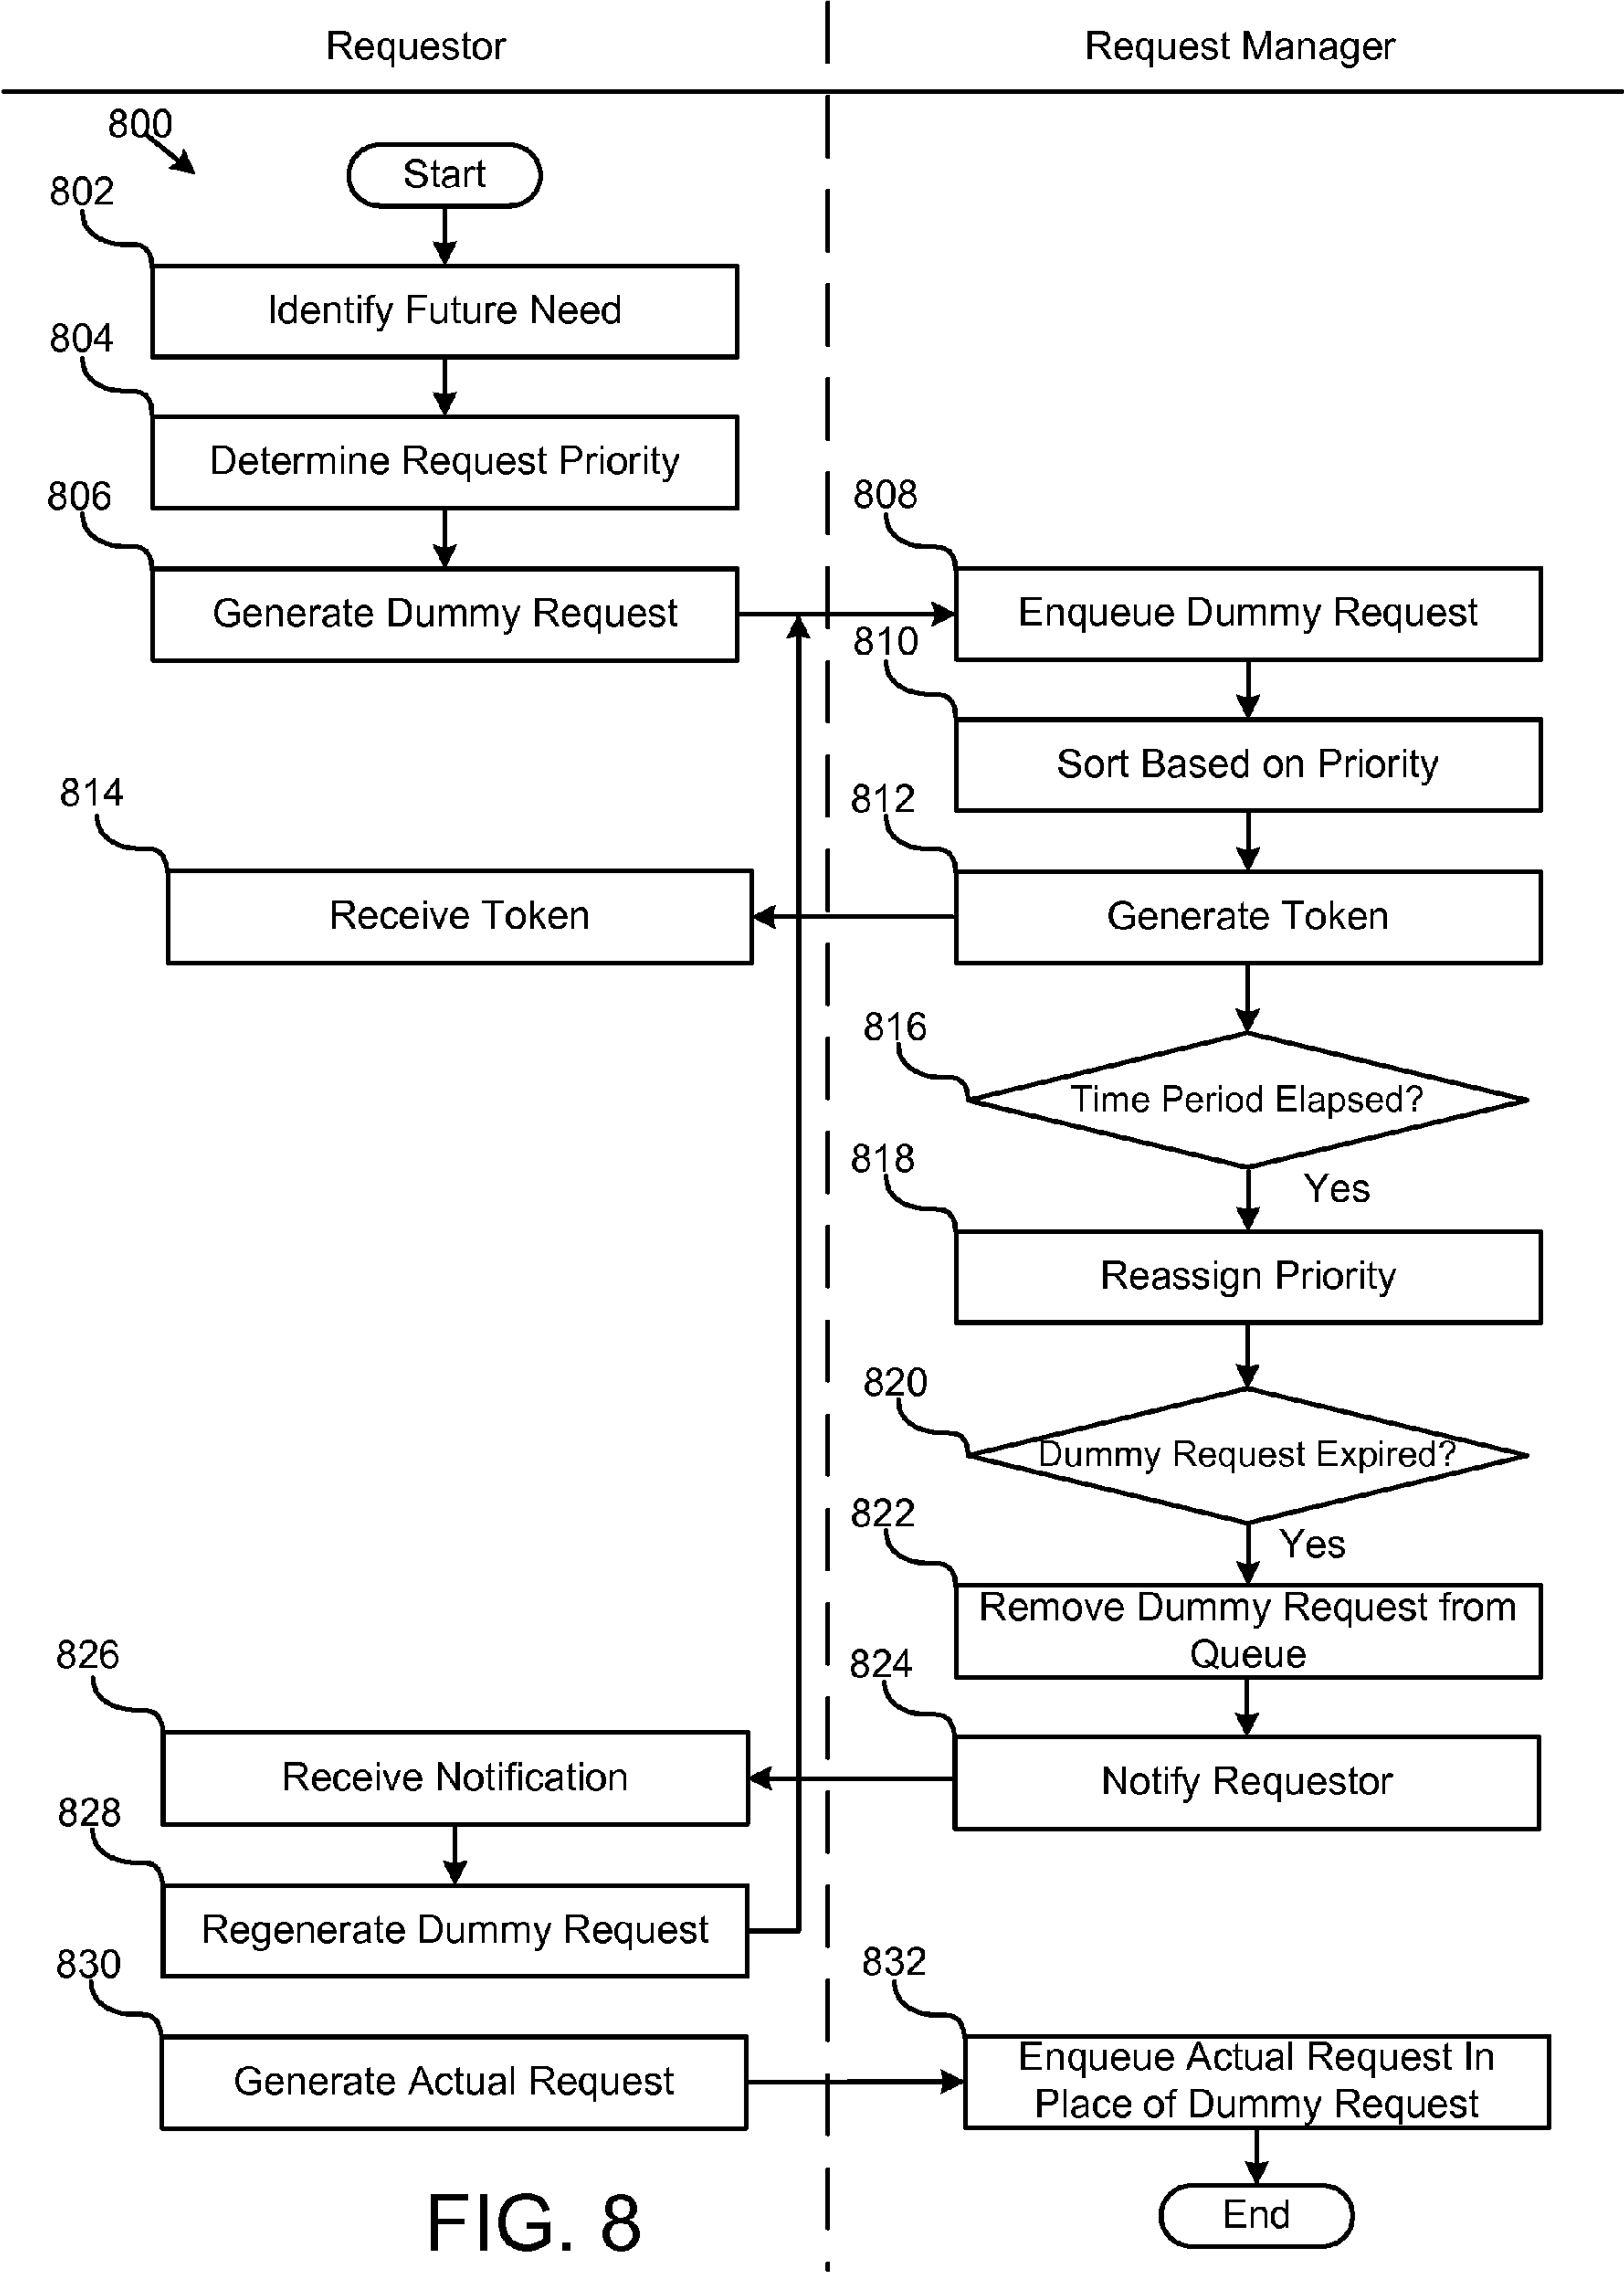 Requestor
Request Manager
800
Start
802
Identify Future Need
804
Determine Request Priority
806
Generate Dummy Request
808
Enqueue Dummy Request
810
Sort Based on Priority
812
Generate Token
814
Receive Token
816
Time Period Elapsed?
Yes
818
Reassign Priority
820
Dummy Request Expired?
Yes
822
Remove Dummy Request from
Queue
824
Notify Requestor
826
Receive Notification
828
Regenerate Dummy Request
830
Generate Actual Request
832
Enqueue Actual Request In
Place of Dummy Request
End
FIG. 8